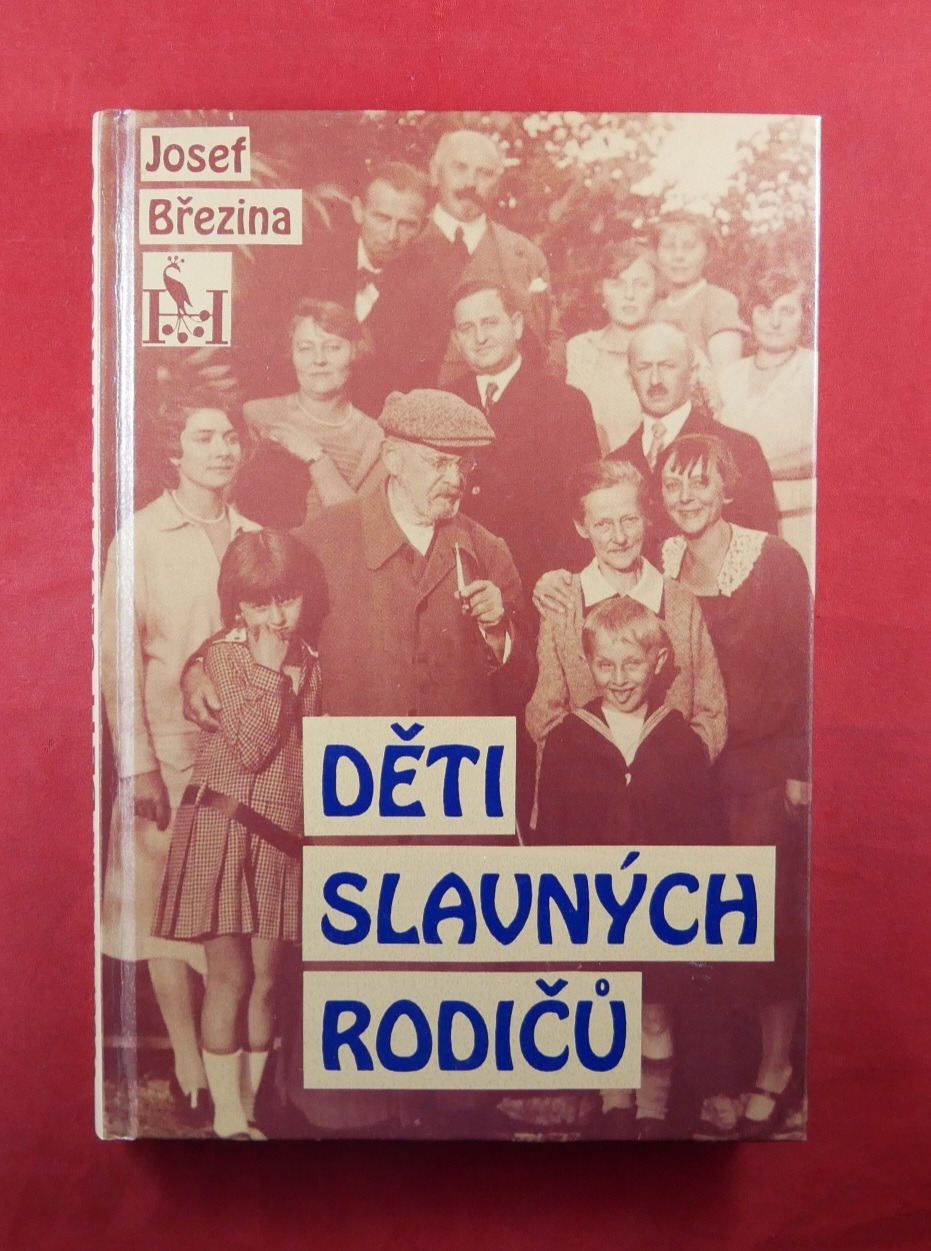 Josef
Březina
H
DĚTI
SLAVNÝCH
RODIČŮ